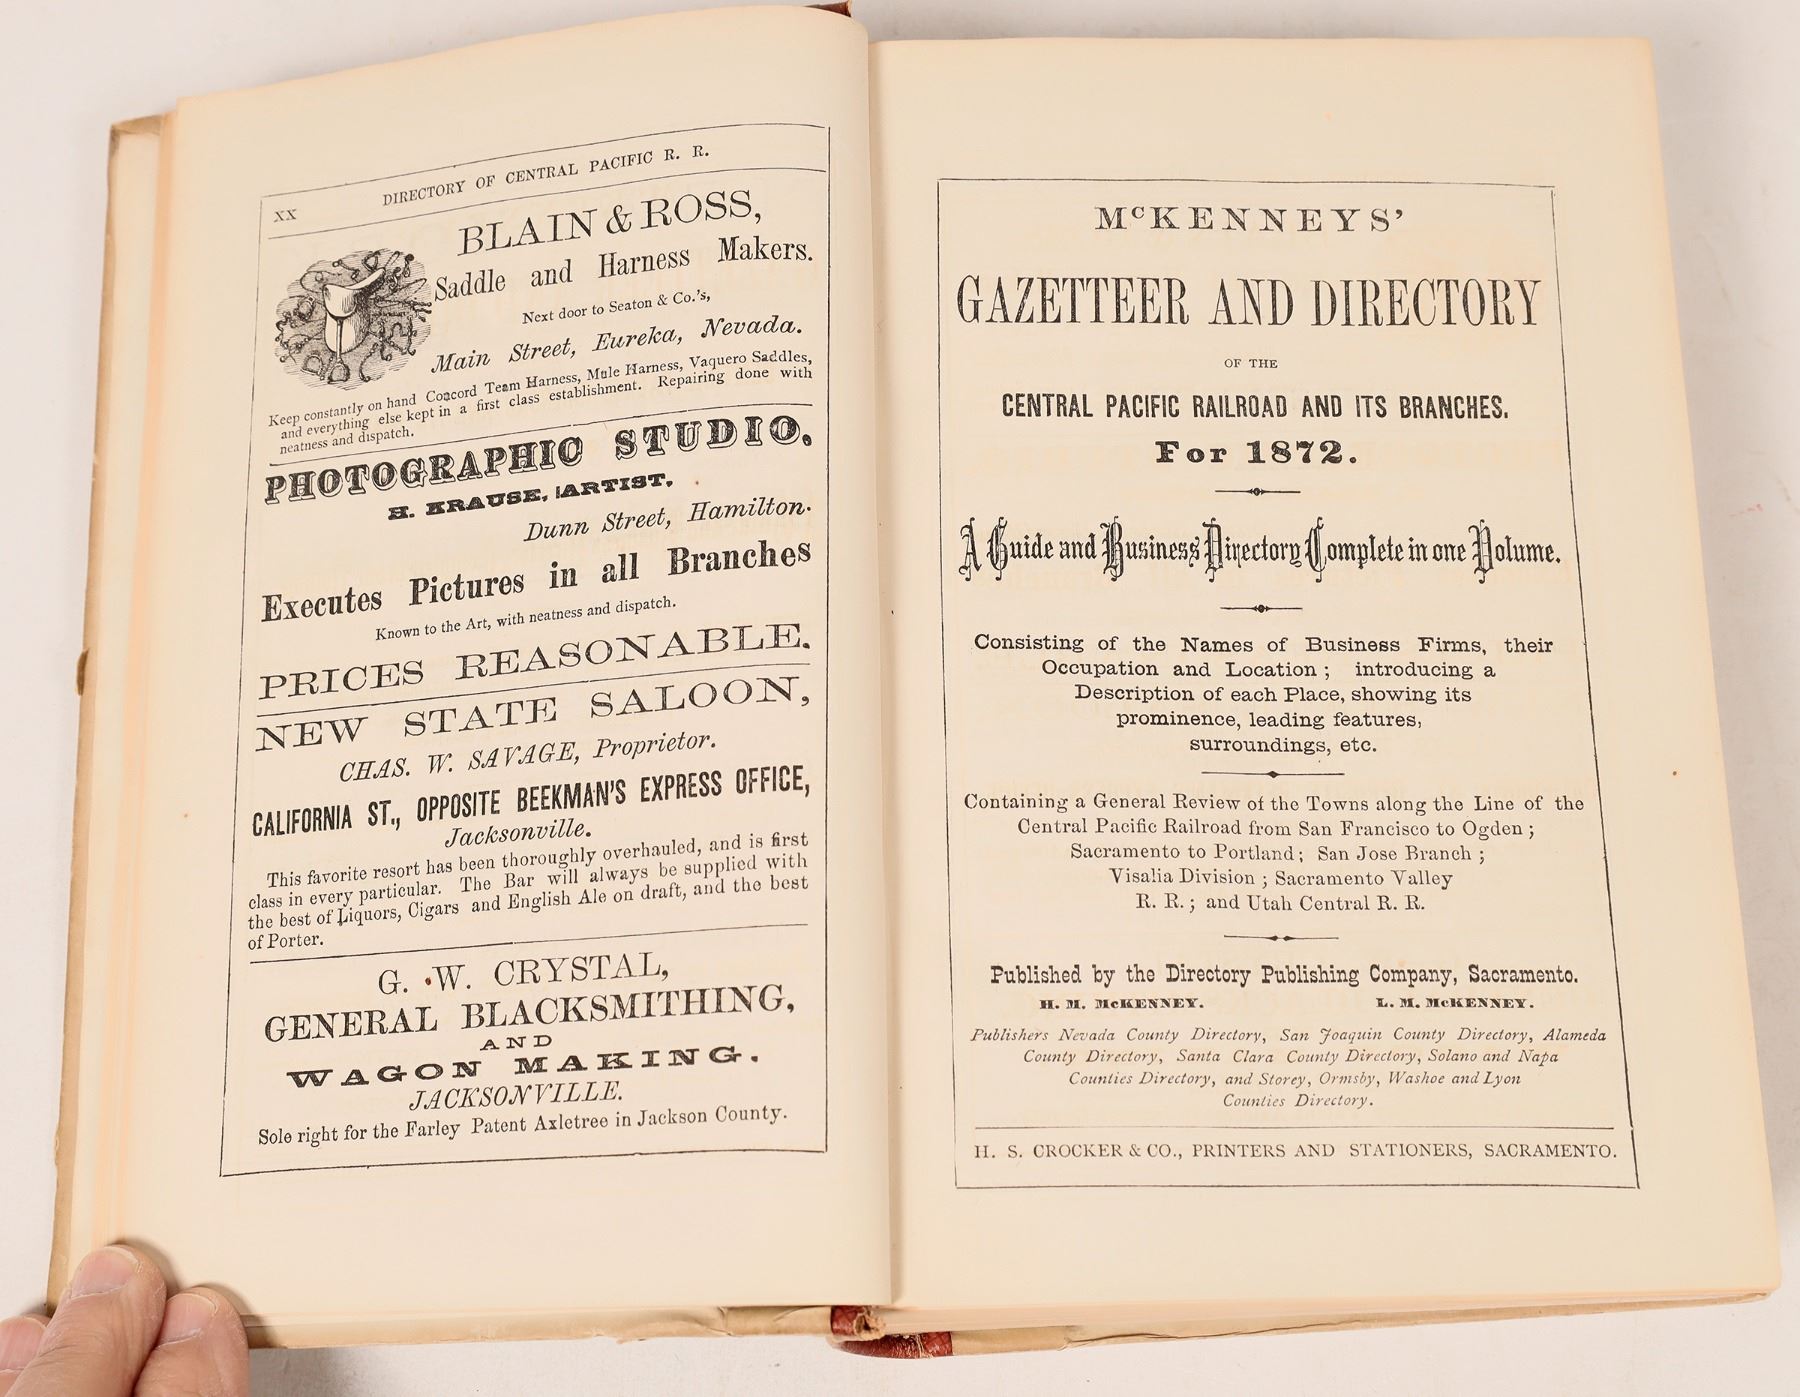 XX DIRECTORY OF CENTRAL PACIFIC R. R.
BLAIN & ROSS,
Saddle and Harness Makers.
Next door to Seaton & Co.'s,
Main Street, Eureka, Nevada.
Keep constantly on hand Concord Team Harness, Mule Harness, Vaquero Saddles,
and everything else kept in a first class establishment. Repairing done with
neatness and dispatch.
PHOTOGRAPHIC STUDIO.
H. KRAUSE, ARTIST,
Dunn Street, Hamilton.
Executes Pictures in all Branches
Known to the Art, with neatness and dispatch.
PRICES REASONABLE.
NEW STATE SALOON,
CHAS. W. SAVAGE, Proprietor.
CALIFORNIA ST., OPPOSITE BEEKMAN'S EXPRESS OFFICE,
Jacksonville.
This favorite resort has been thoroughly overhauled, and is first
class in every particular. The Bar will always be supplied with
the best of Liquors, Cigars and English Ale on draft, and the best
of Porter.
G. W. CRYSTAL,
GENERAL BLACKSMITHING,
AND
WAGON MAKING.
JACKSONVILLE.
Sole right for the Farley Patent Axletree in Jackson County.
McKENNEYS'
GAZETTEER AND DIRECTORY
OF THE
CENTRAL PACIFIC RAILROAD AND ITS BRANCHES.
For 1872.
A Guide and Business Directory Complete in one Volume.
Consisting of the Names of Business Firms, their
Occupation and Location; introducing a
Description of each Place, showing its
prominence, leading features,
surroundings, etc.
Containing a General Review of the Towns along the Line of the
Central Pacific Railroad from San Francisco to Ogden;
Sacramento to Portland; San Jose Branch;
Visalia Division; Sacramento Valley
R. R.; and Utah Central R. R.
Published by the Directory Publishing Company, Sacramento.
H. M. McKENNEY. L. M. McKENNEY.
Publishers Nevada County Directory, San Joaquin County Directory, Alameda
County Directory, Santa Clara County Directory, Solano and Napa
Counties Directory, and Storey, Ormsby, Washoe and Lyon
Counties Directory.
H. S. CROCKER & CO., PRINTERS AND STATIONERS, SACRAMENTO.